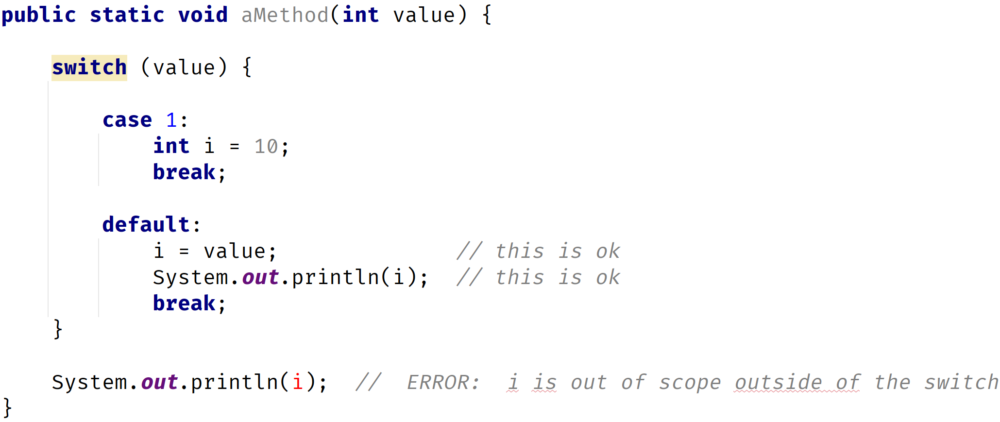 public static void aMethod(int value) {
switch (value) {
case 1:
int i = 10;
break;
default:
i = value;              // this is ok
System.out.println(i);  // this is ok
break;
}
System.out.println(i);  //  ERROR:  i is out of scope outside of the switch
}